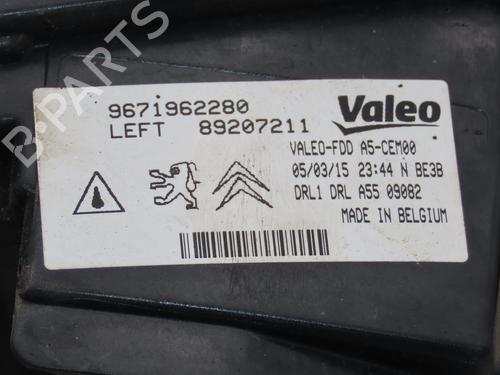 9671962280
LEFT 89207211
Valeo
VALEO-FDD A5-CEM00
05/03/15 23:44 N BE3B
DRL1 DRL A55 09082
MADE IN BELGIUM
B-PARTS